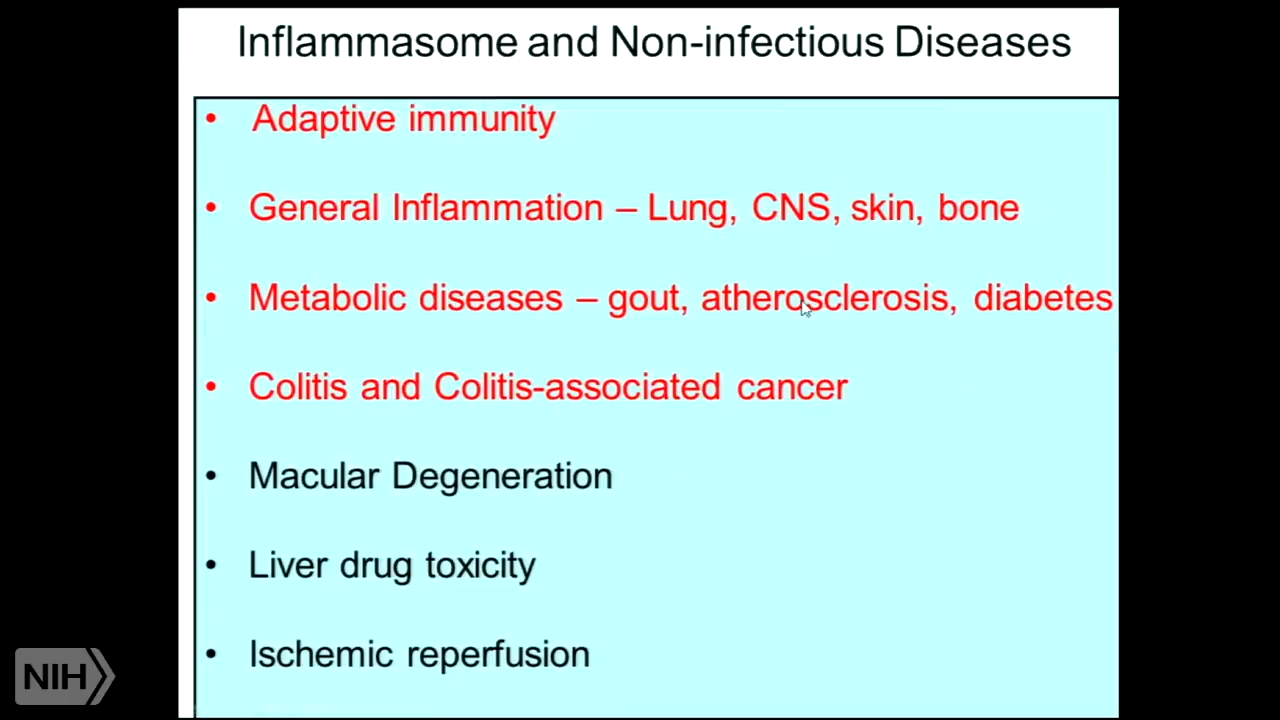 Inflammasome and Non-infectious Diseases
• Adaptive immunity
• General Inflammation – Lung, CNS, skin, bone
• Metabolic diseases – gout, atherosclerosis, diabetes
• Colitis and Colitis-associated cancer
• Macular Degeneration
• Liver drug toxicity
• Ischemic reperfusion
NIH